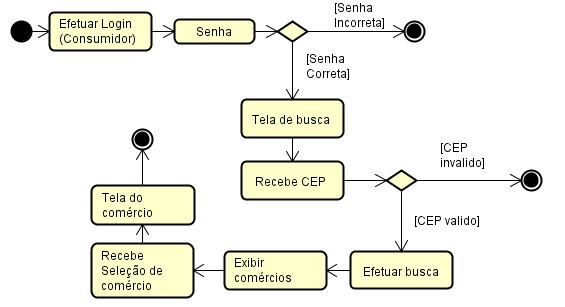 Efetuar Login
(Consumidor)
Senha
[Senha
Incorreta]
[Senha
Correta]
Tela de busca
Recebe CEP
[CEP
invalido]
[CEP valido]
Efetuar busca
Exibir
comércios
Recebe
Seleção de
comércio
Tela do
comércio